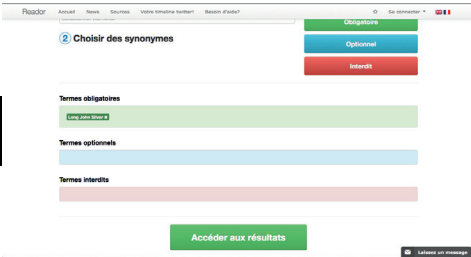 Reador Accueil News Sources Votre timeline twitter! Besoin d'aide? Se connecter
Obligatoire
2 Choisir des synonymes
Optionnel
Interdit
Termes obligatoires
Long John Silver x
Termes optionnels
Termes interdits
Accéder aux résultats
Laissez un message